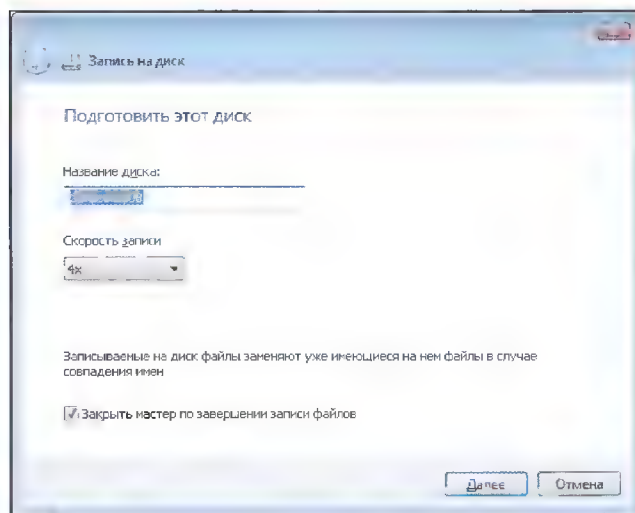 Запись на диск
Подготовить этот диск
Название диска:
Скорость записи
4x
Записываемые на диск файлы заменяют уже имеющиеся на нем файлы в случае
совпадения имен
Закрыть мастер по завершении записи файлов
Далее
Отмена